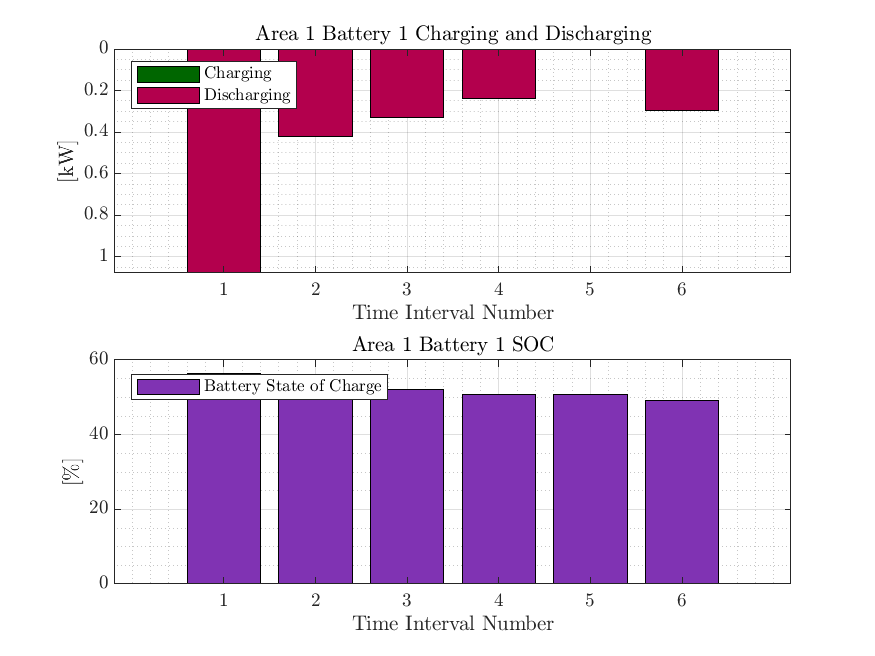 Area 1 Battery 1 Charging and Discharging
0
0.2
0.4
0.6
0.8
1
[kW]
Charging
Discharging
1 2 3 4 5 6
Time Interval Number
Area 1 Battery 1 SOC
60
40
20
0
[%]
Battery State of Charge
1 2 3 4 5 6
Time Interval Number